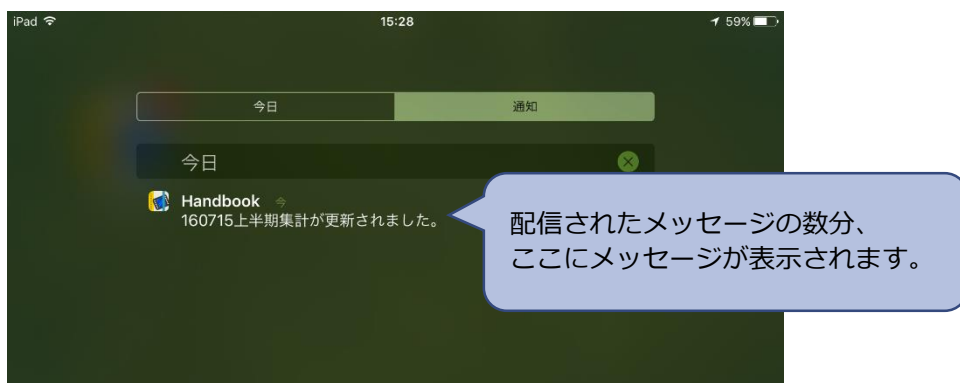 iPad 15:28 59%
今日 通知
今日
Handbook 今
160715上半期集計が更新されました。
配信されたメッセージの数分、
ここにメッセージが表示されます。